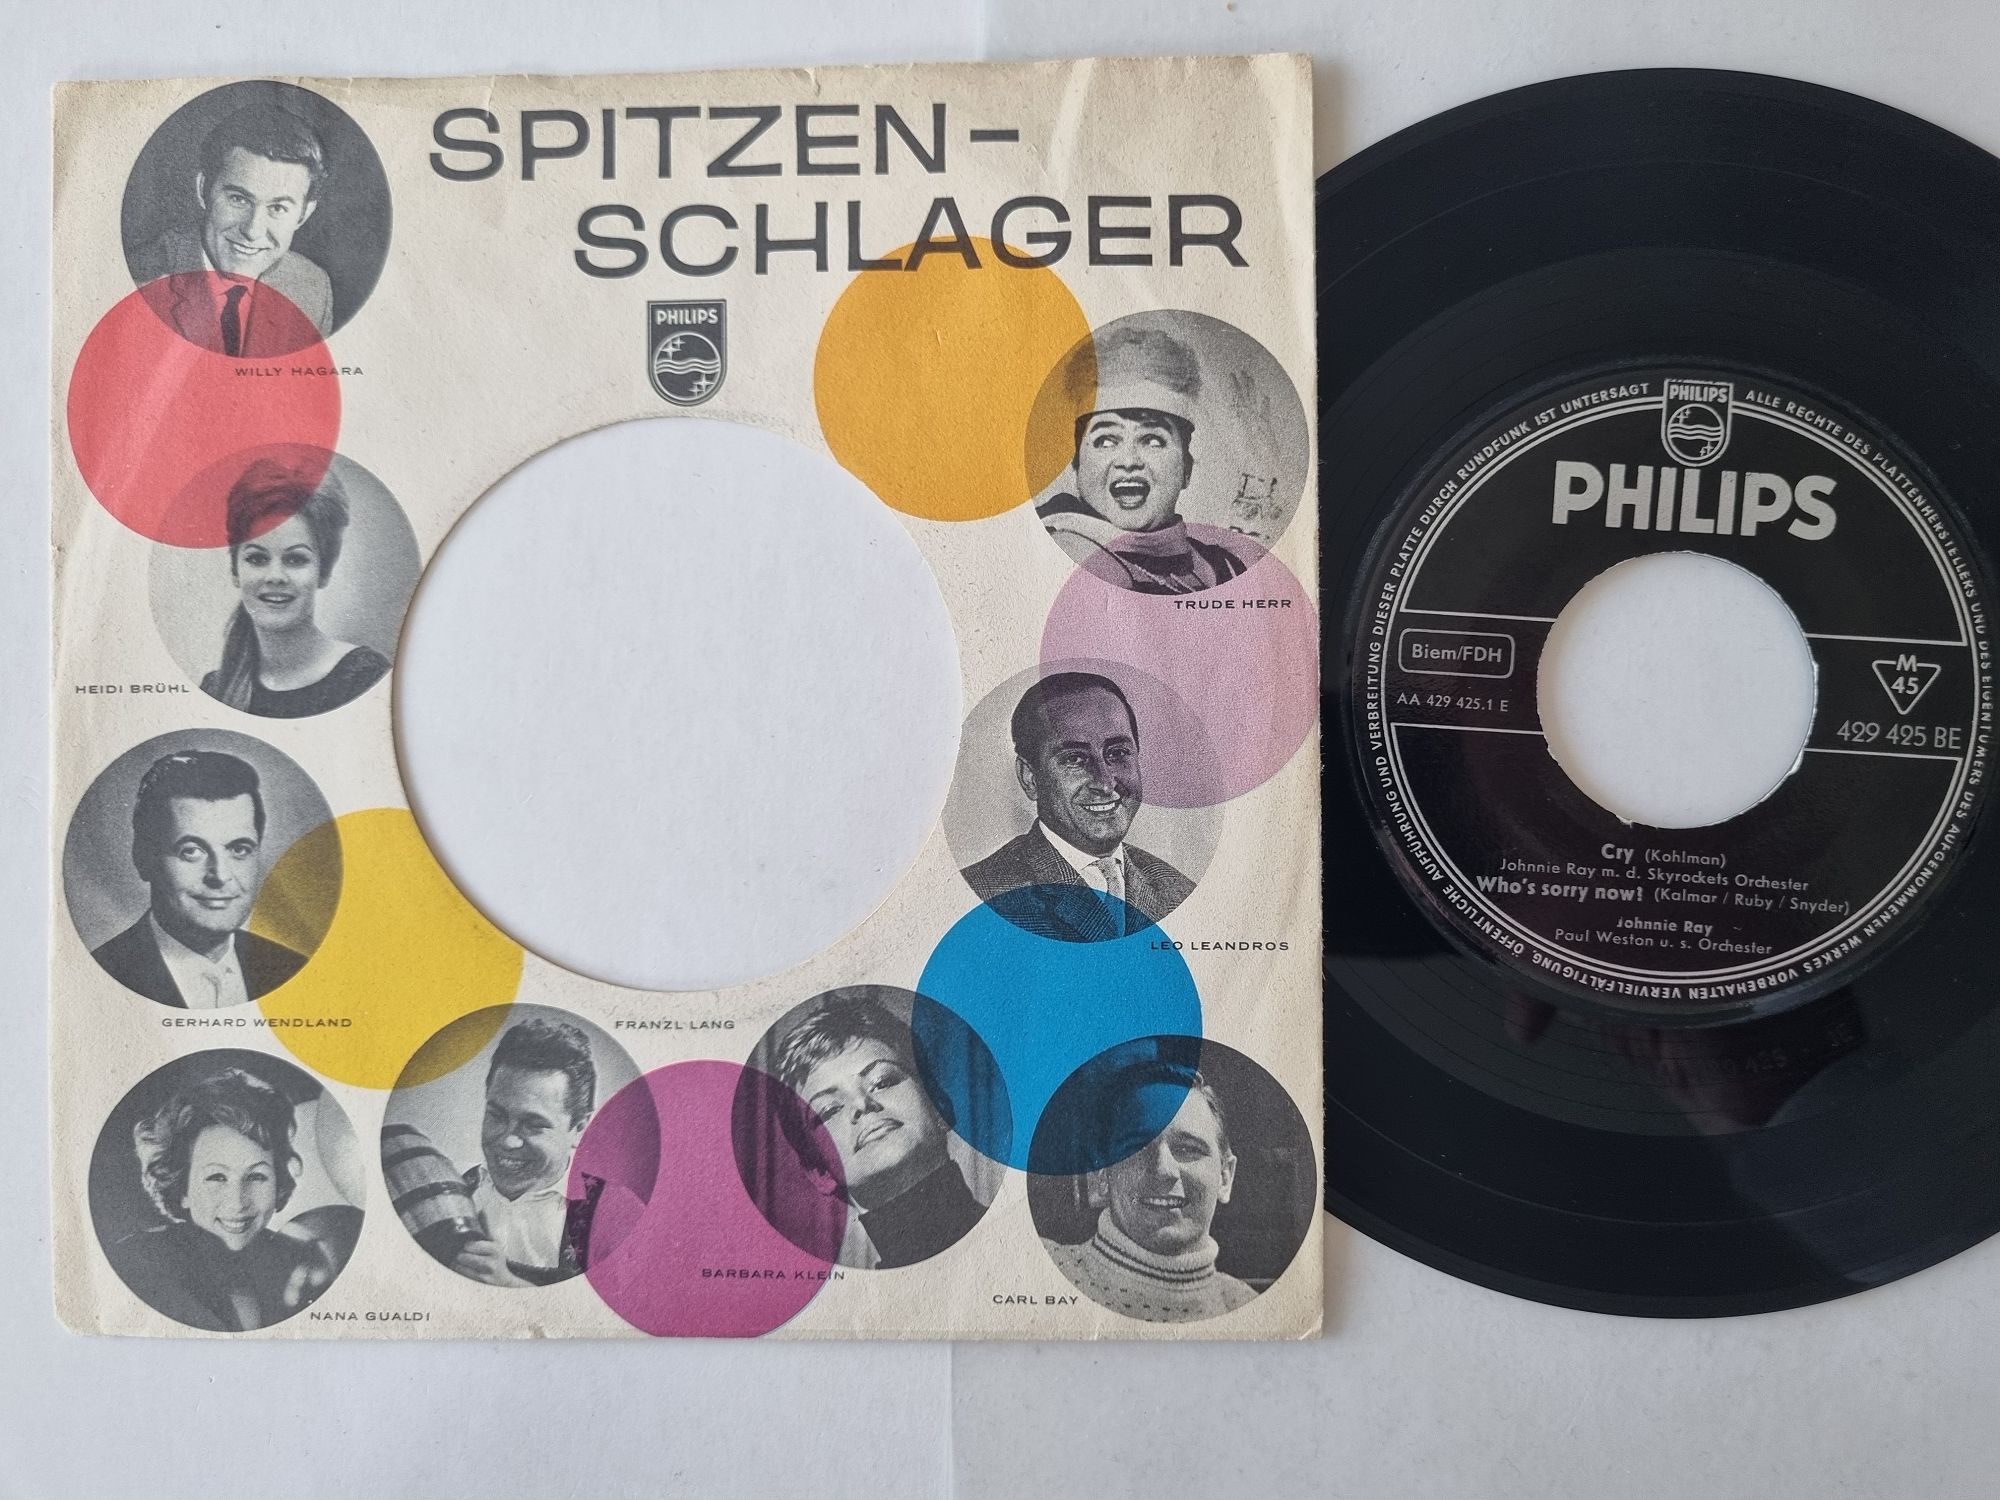 SPITZEN-
SCHLAGER
PHILIPS
WILLY HAGARA
TRUDE HERR
HEIDI BRÜHL
LEO LEANDROS
GERHARD WENDLAND
FRANZL LANG
BARBARA KLEIN
CARL BAY
NANA GUALDI
ALLE RECHTE DES PLATTENHERSTELLERS UND DES EIGENTÜMERS DES AUFGENOMMENEN WERKES VORBEHALTEN VERVIELFÄLTIGUNG, ÖFFENTLICHE AUFFÜHRUNG UND VERBREITUNG DIESER PLATTE DURCH RUNDFUNK IST UNTERSAGT
PHILIPS
PHILIPS
Biem/FDH
AA 429 425.1 E
M
45
429 425 BE
Cry (Kohlman)
Johnnie Ray m. d. Skyrockets Orchester
Who's sorry now? (Kalmar / Ruby / Snyder)
Johnnie Ray
Paul Weston u. s. Orchester